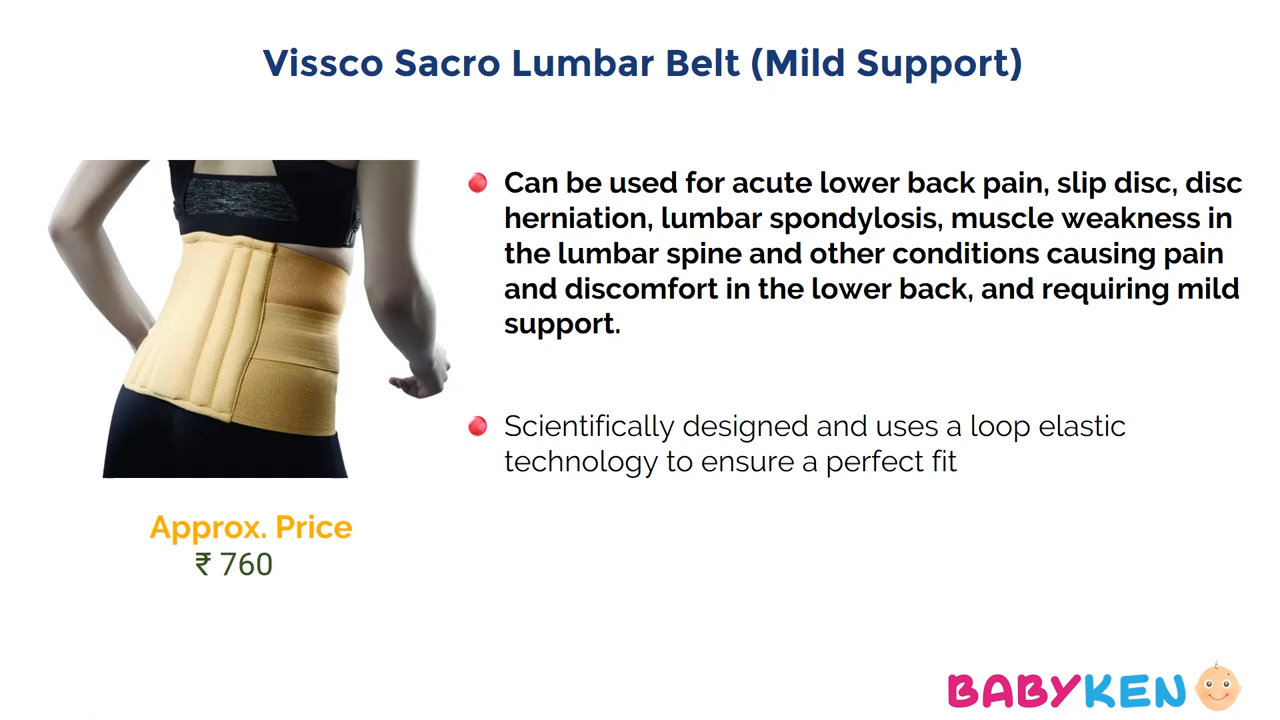 Vissco Sacro Lumbar Belt (Mild Support)
Can be used for acute lower back pain, slip disc, disc
herniation, lumbar spondylosis, muscle weakness in
the lumbar spine and other conditions causing pain
and discomfort in the lower back, and requiring mild
support.
Scientifically designed and uses a loop elastic
technology to ensure a perfect fit
Approx. Price
₹ 760
BABYKEN